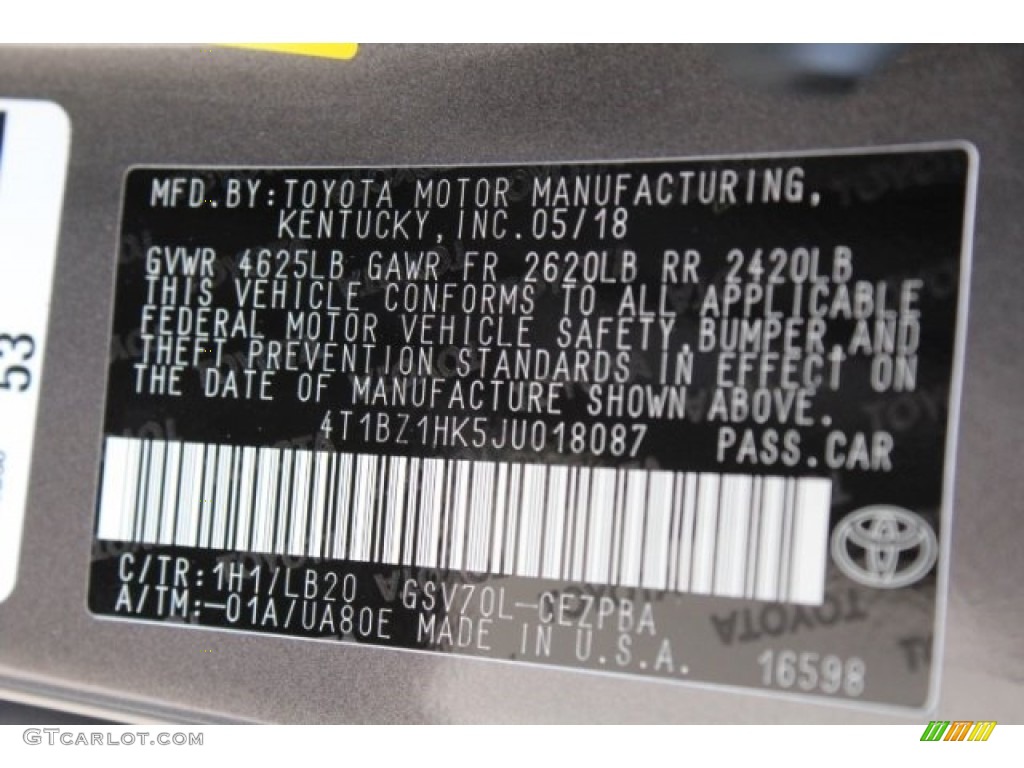 53
MFD.BY:TOYOTA MOTOR MANUFACTURING,
KENTUCKY,INC.05/18
GVWR 4625LB GAWR FR 2620LB RR 2420LB
THIS VEHICLE CONFORMS TO ALL APPLICABLE
FEDERAL MOTOR VEHICLE SAFETY,BUMPER,AND
THEFT PREVENTION STANDARDS IN EFFECT ON
THE DATE OF MANUFACTURE SHOWN ABOVE.
4T1BZ1HK5JU018087 PASS.CAR
C/TR:1H1/LB20 GSV70L-CEZPBA
A/TM:-01A/UA80E MADE IN U.S.A.
TOYOTA
16598
GTCARLOT.COM